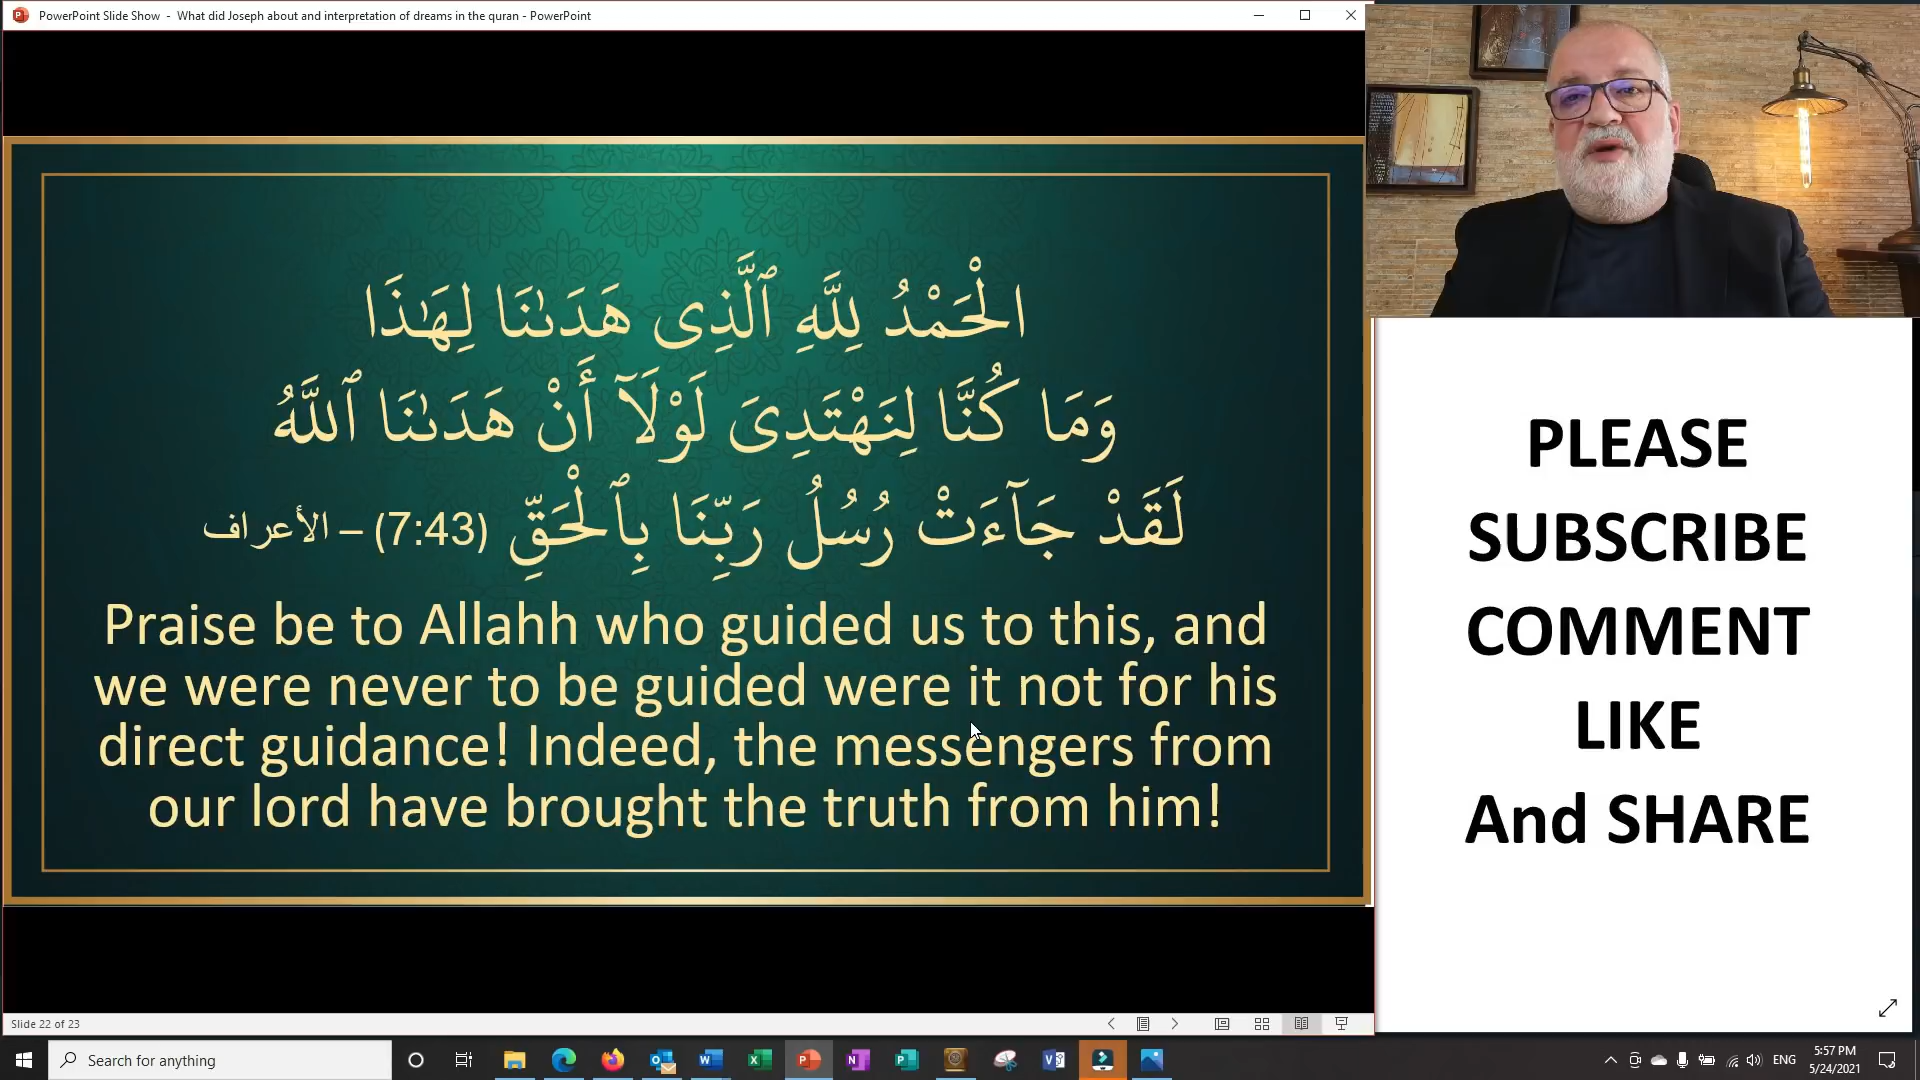 PowerPoint Slide Show - What did Joseph about and interpretation of dreams in the quran - PowerPoint
الْحَمْدُ لِلَّهِ ٱلَّذِى هَدَىٰنَا لِهَـٰذَا
وَمَا كُنَّا لِنَهْتَدِىَ لَوْلَآ أَنْ هَدَىٰنَا ٱللَّهُ
لَقَدْ جَآءَتْ رُسُلُ رَبِّنَا بِٱلْحَقِّ (7:43) – الأعراف
Praise be to Allahh who guided us to this, and
we were never to be guided were it not for his
direct guidance! Indeed, the messengers from
our lord have brought the truth from him!
PLEASE
SUBSCRIBE
COMMENT
LIKE
And SHARE
Slide 22 of 23
Search for anything
ENG
5:57 PM
5/24/2021